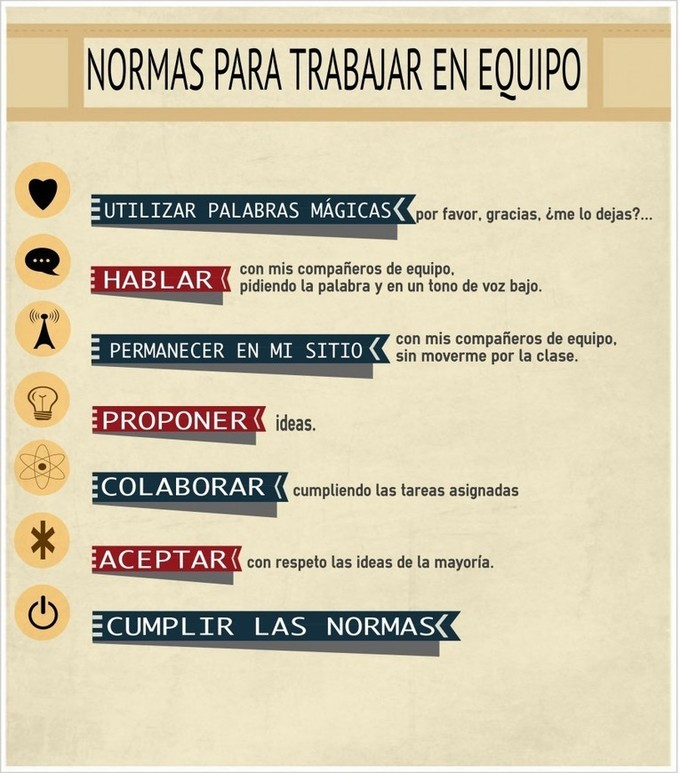 NORMAS PARA TRABAJAR EN EQUIPO
UTILIZAR PALABRAS MÁGICAS por favor, gracias, ¿me lo dejas?...
HABLAR con mis compañeros de equipo,
pidiendo la palabra y en un tono de voz bajo.
PERMANECER EN MI SITIO con mis compañeros de equipo,
sin moverme por la clase.
PROPONER ideas.
COLABORAR cumpliendo las tareas asignadas
ACEPTAR con respeto las ideas de la mayoría.
CUMPLIR LAS NORMAS